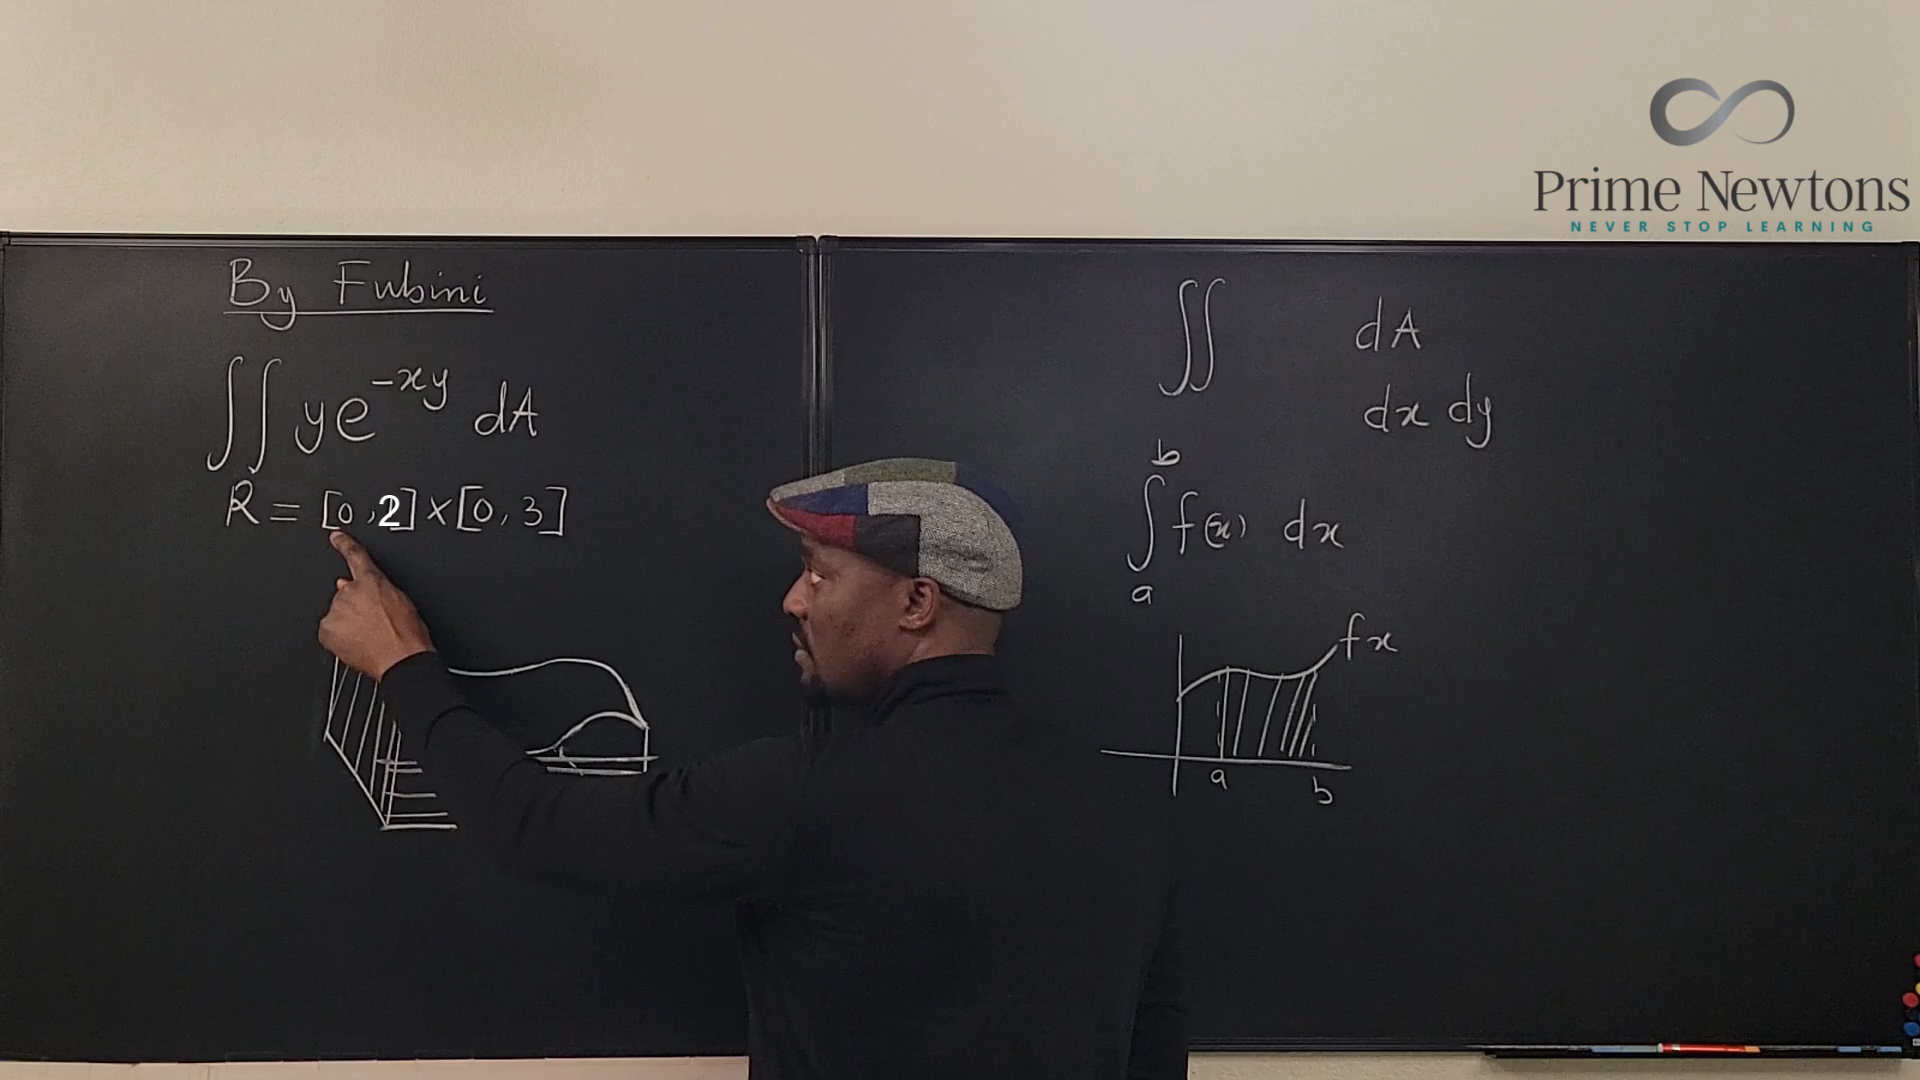 Prime Newtons
NEVER STOP LEARNING
By Fubini
∬ ye^{-xy} dA
R = [0,2]×[0,3]
∬ dA
dx dy
∫_a^b f(x) dx
fx
a
b